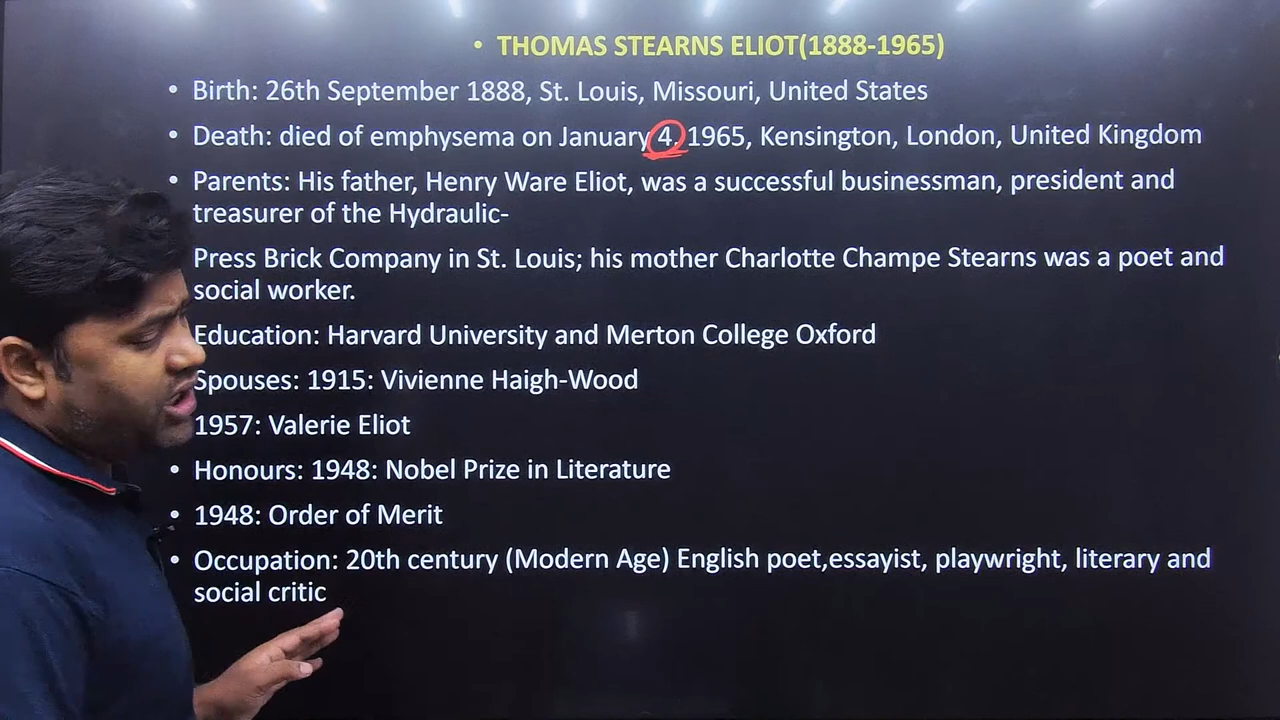 • THOMAS STEARNS ELIOT(1888-1965)
• Birth: 26th September 1888, St. Louis, Missouri, United States
• Death: died of emphysema on January 4, 1965, Kensington, London, United Kingdom
• Parents: His father, Henry Ware Eliot, was a successful businessman, president and
treasurer of the Hydraulic-
Press Brick Company in St. Louis; his mother Charlotte Champe Stearns was a poet and
social worker.
Education: Harvard University and Merton College Oxford
Spouses: 1915: Vivienne Haigh-Wood
1957: Valerie Eliot
• Honours: 1948: Nobel Prize in Literature
• 1948: Order of Merit
• Occupation: 20th century (Modern Age) English poet,essayist, playwright, literary and
social critic